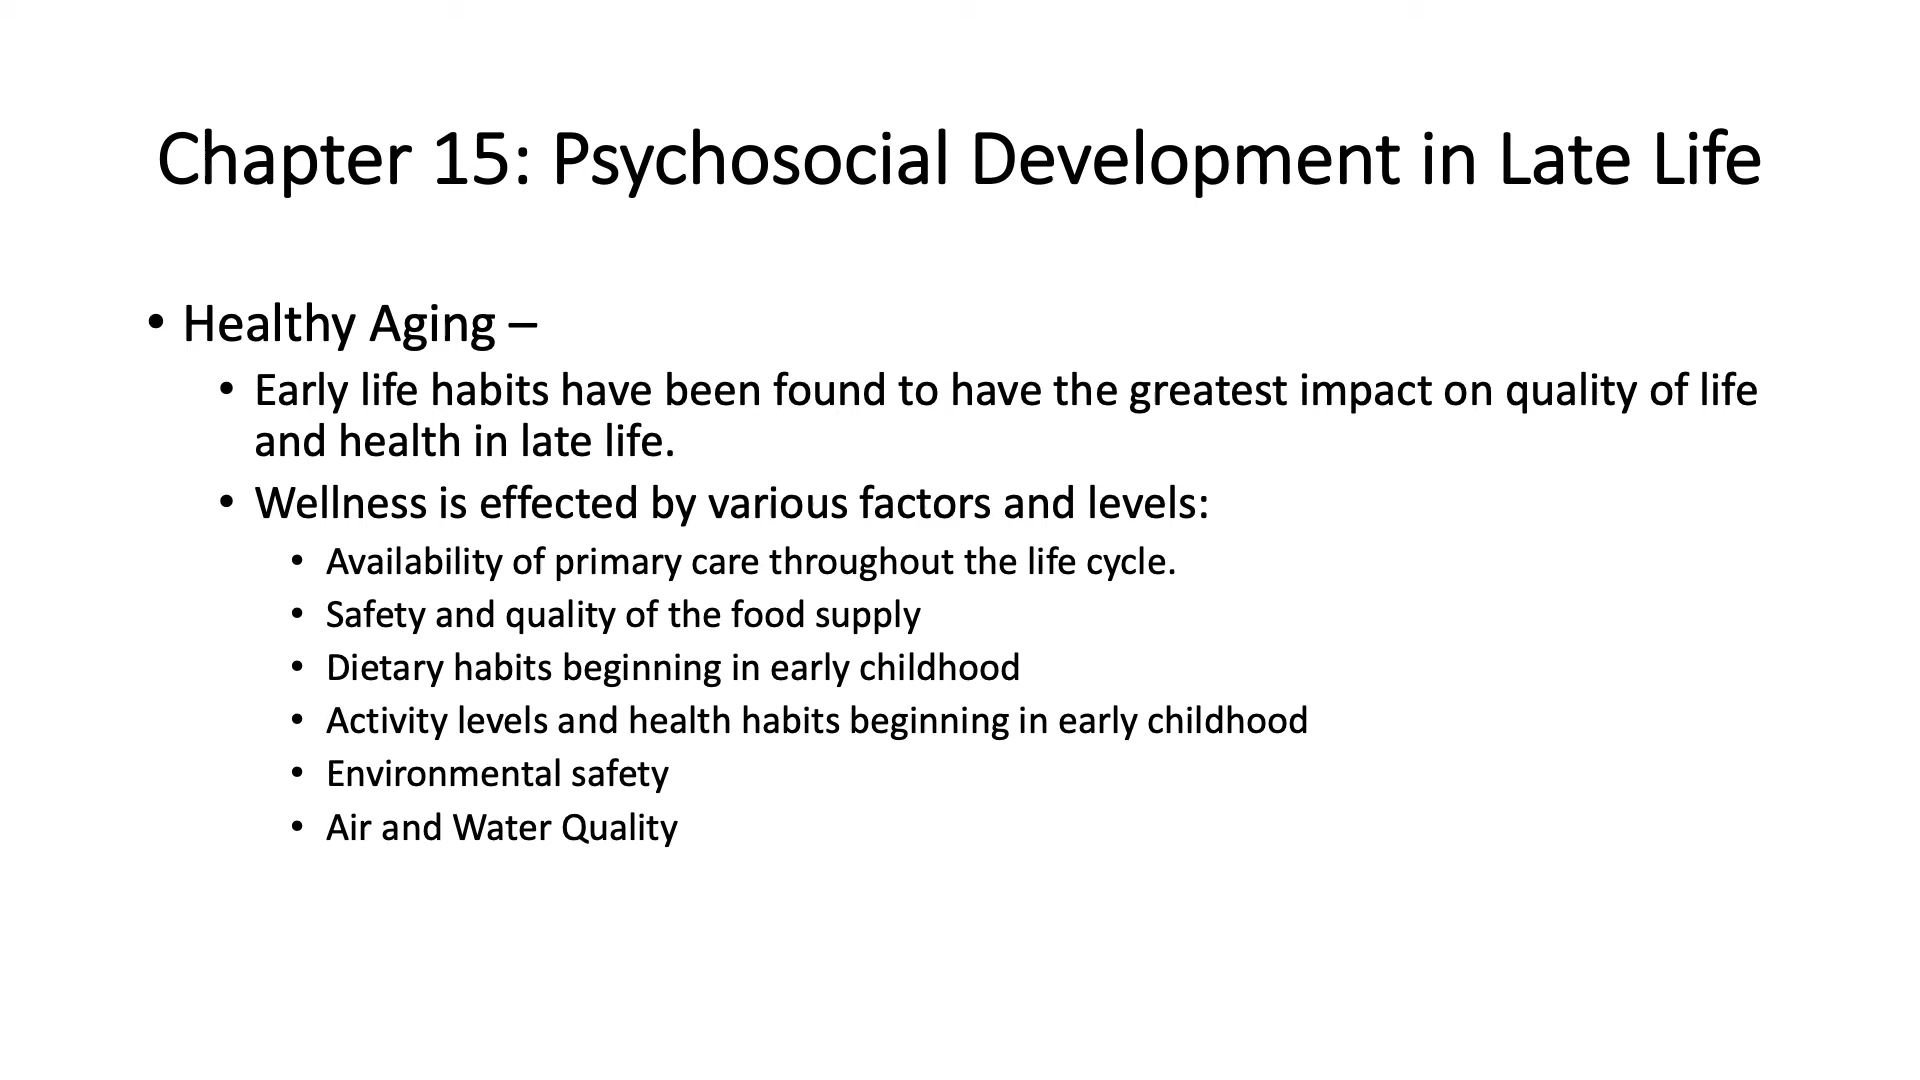 Chapter 15: Psychosocial Development in Late Life
• Healthy Aging –
• Early life habits have been found to have the greatest impact on quality of life
and health in late life.
• Wellness is effected by various factors and levels:
• Availability of primary care throughout the life cycle.
• Safety and quality of the food supply
• Dietary habits beginning in early childhood
• Activity levels and health habits beginning in early childhood
• Environmental safety
• Air and Water Quality